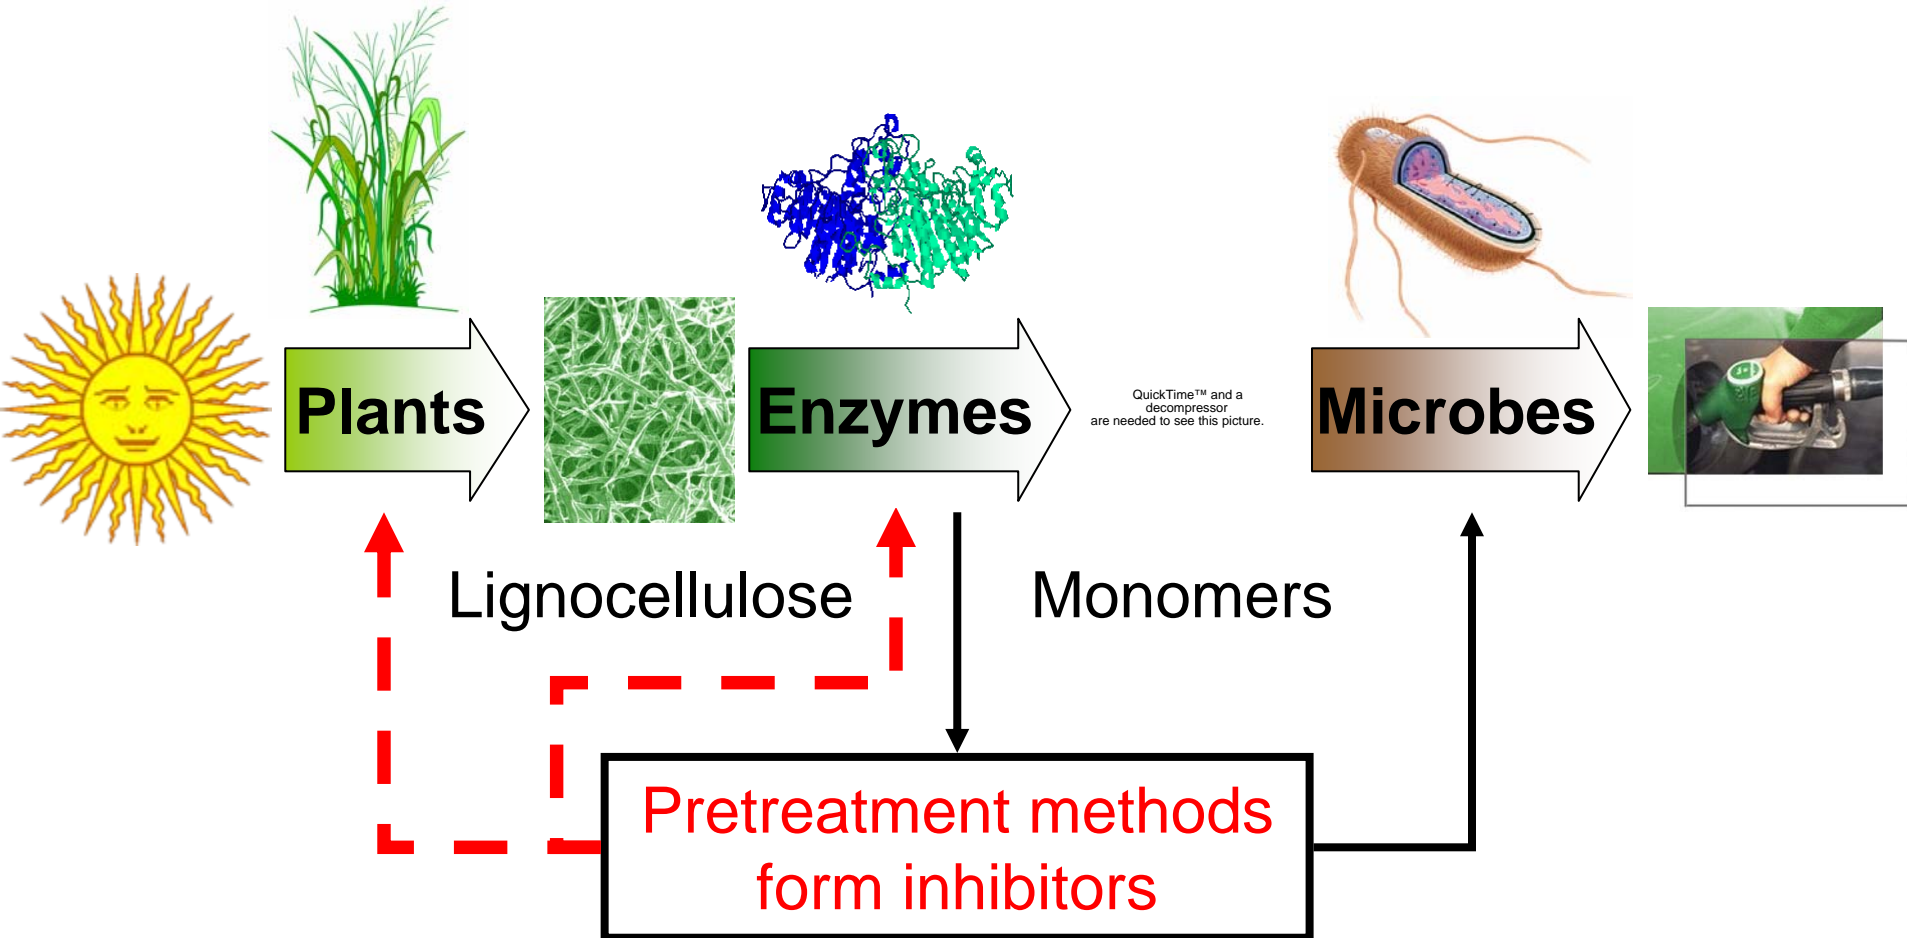 Plants
Enzymes
QuickTime™ and a
decompressor
are needed to see this picture.
Microbes
Lignocellulose
Monomers
Pretreatment methods
form inhibitors